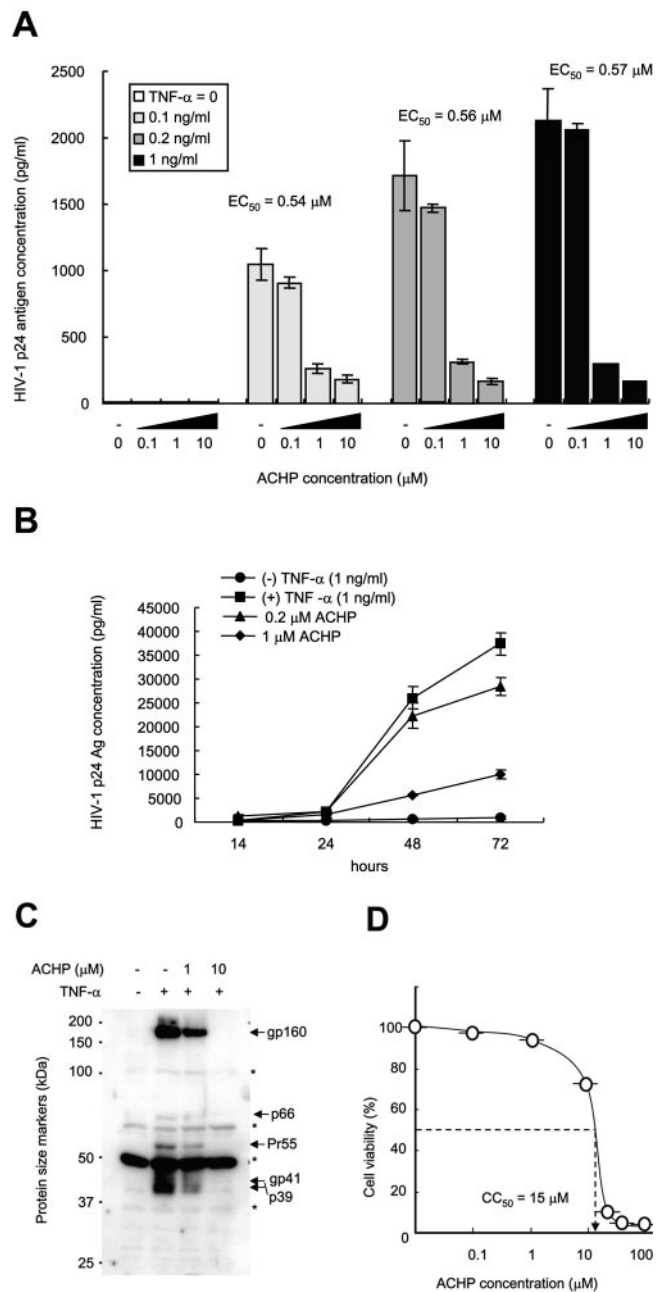 A
HIV-1 p24 antigen concentration (pg/ml)
2500
2000
1500
1000
500
0
TNF-α = 0
0.1 ng/ml
0.2 ng/ml
1 ng/ml
EC50 = 0.54 μM
EC50 = 0.56 μM
EC50 = 0.57 μM
- - - -
0 0.1 1 10 0 0.1 1 10 0 0.1 1 10 0 0.1 1 10
ACHP concentration (μM)
B
(-) TNF-α (1 ng/ml)
(+) TNF -α (1 ng/ml)
0.2 μM ACHP
1 μM ACHP
HIV-1 p24 Ag concentration (pg/ml)
45000
40000
35000
30000
25000
20000
15000
10000
5000
0
14 24 48 72
hours
C
ACHP (μM) - - 1 10
TNF-α - + + +
Protein size markers (kDa)
200
150
100
50
37
25
gp160
*
p66
*
Pr55
*
gp41
p39
*
D
Cell viability (%)
100
80
60
40
20
0
CC50 = 15 μM
0.1 1 10 100
ACHP concentration (μM)